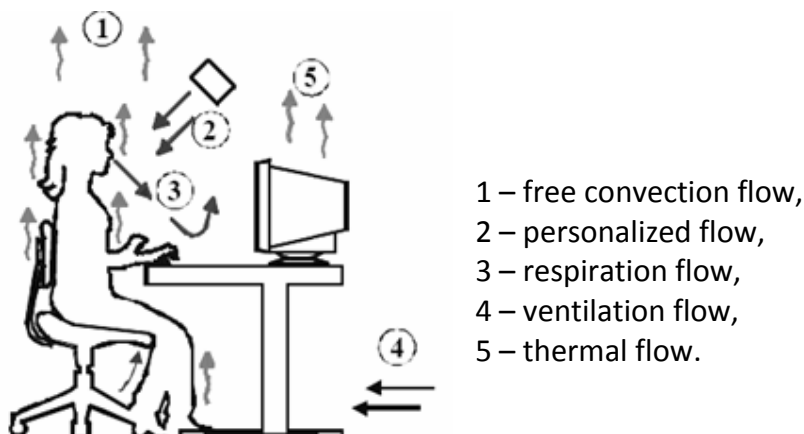 1
5
2
3
4
1 – free convection flow,
2 – personalized flow,
3 – respiration flow,
4 – ventilation flow,
5 – thermal flow.